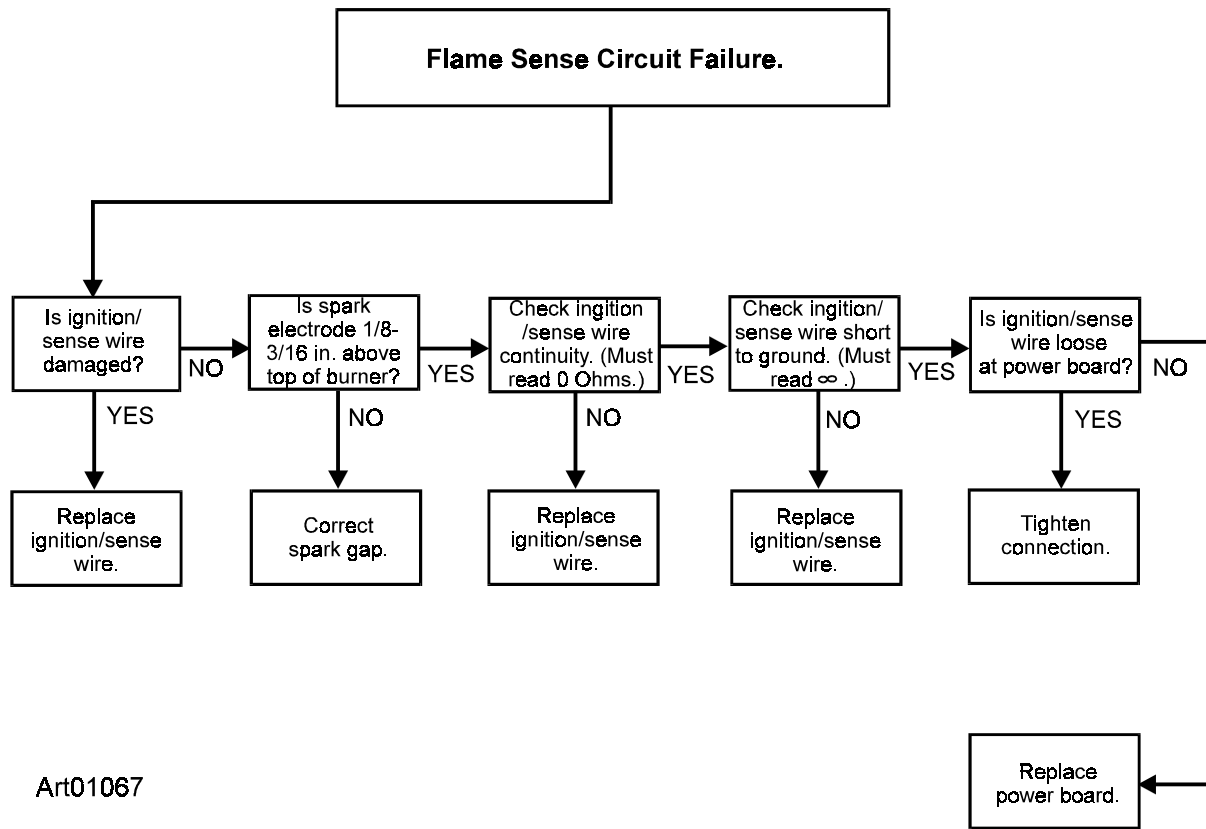 Flame Sense Circuit Failure.
Is ignition/
sense wire
damaged?
NO
YES
Replace
ignition/sense
wire.
Is spark
electrode 1/8-
3/16 in. above
top of burner?
YES
NO
Correct
spark gap.
Check ingition
/sense wire
continuity. (Must
read 0 Ohms.)
YES
NO
Replace
ignition/sense
wire.
Check ingition/
sense wire short
to ground. (Must
read ∞ .)
YES
NO
Replace
ignition/sense
wire.
Is ignition/sense
wire loose
at power board?
NO
YES
Tighten
connection.
Replace
power board.
Art01067